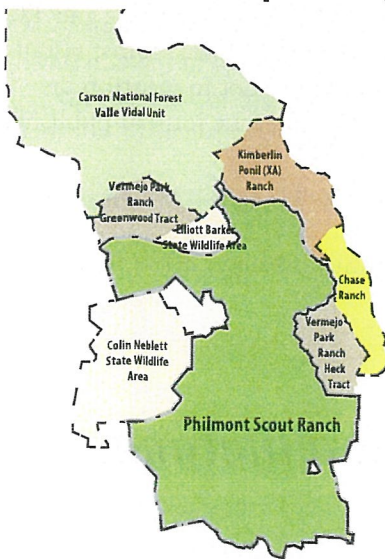 Carson National Forest
Valle Vidal Unit
Kimberlin
Ponil (XA)
Ranch
Vermejo Park
Ranch
Greenwood Tract
Elliott Barker
State Wildlife Area
Chase
Ranch
Vermejo
Park
Ranch
Heck
Tract
Colin Neblett
State Wildlife
Area
Philmont Scout Ranch